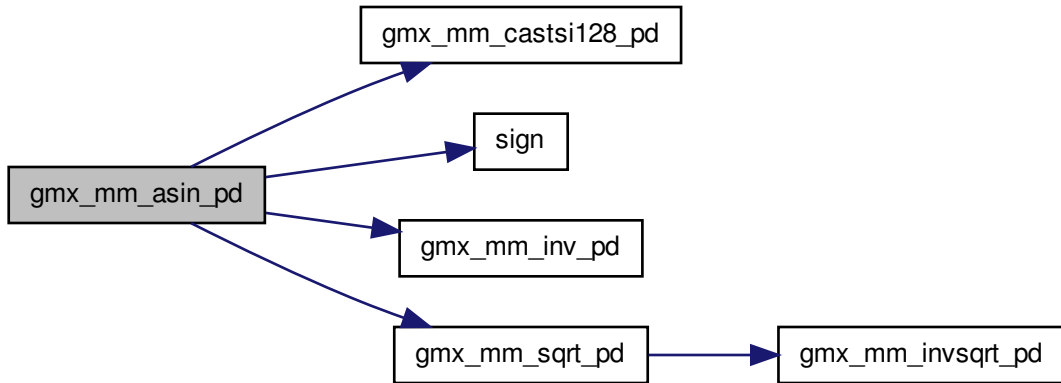 gmx_mm_castsi128_pd
sign
gmx_mm_asin_pd
gmx_mm_inv_pd
gmx_mm_sqrt_pd
gmx_mm_invsqrt_pd